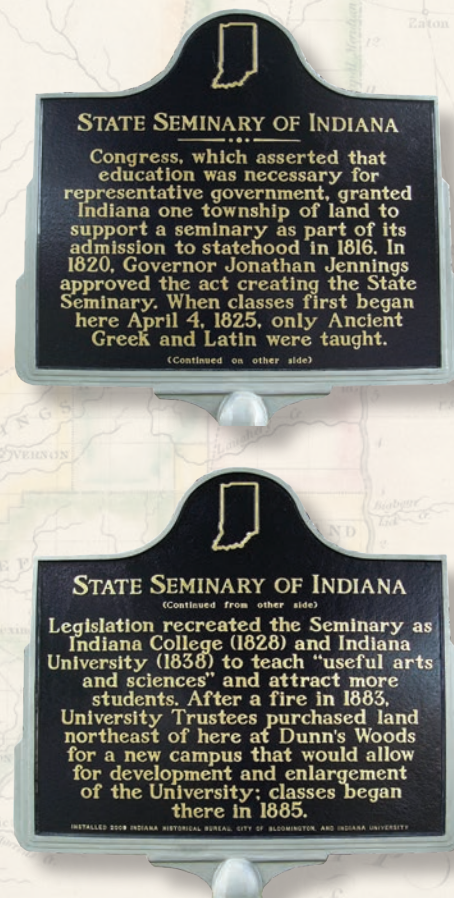 Zaton
STATE SEMINARY OF INDIANA
Congress, which asserted that
education was necessary for
representative government, granted
Indiana one township of land to
support a seminary as part of its
admission to statehood in 1816. In
1820, Governor Jonathan Jennings
approved the act creating the State
Seminary. When classes first began
here April 4, 1825, only Ancient
Greek and Latin were taught.
(Continued on other side)
STATE SEMINARY OF INDIANA
(Continued from other side)
Legislation recreated the Seminary as
Indiana College (1828) and Indiana
University (1838) to teach “useful arts
and sciences” and attract more
students. After a fire in 1883,
University Trustees purchased land
northeast of here at Dunn's Woods
for a new campus that would allow
for development and enlargement
of the University; classes began
there in 1885.
INSTALLED 2008 INDIANA HISTORICAL BUREAU, CITY OF BLOOMINGTON, AND INDIANA UNIVERSITY